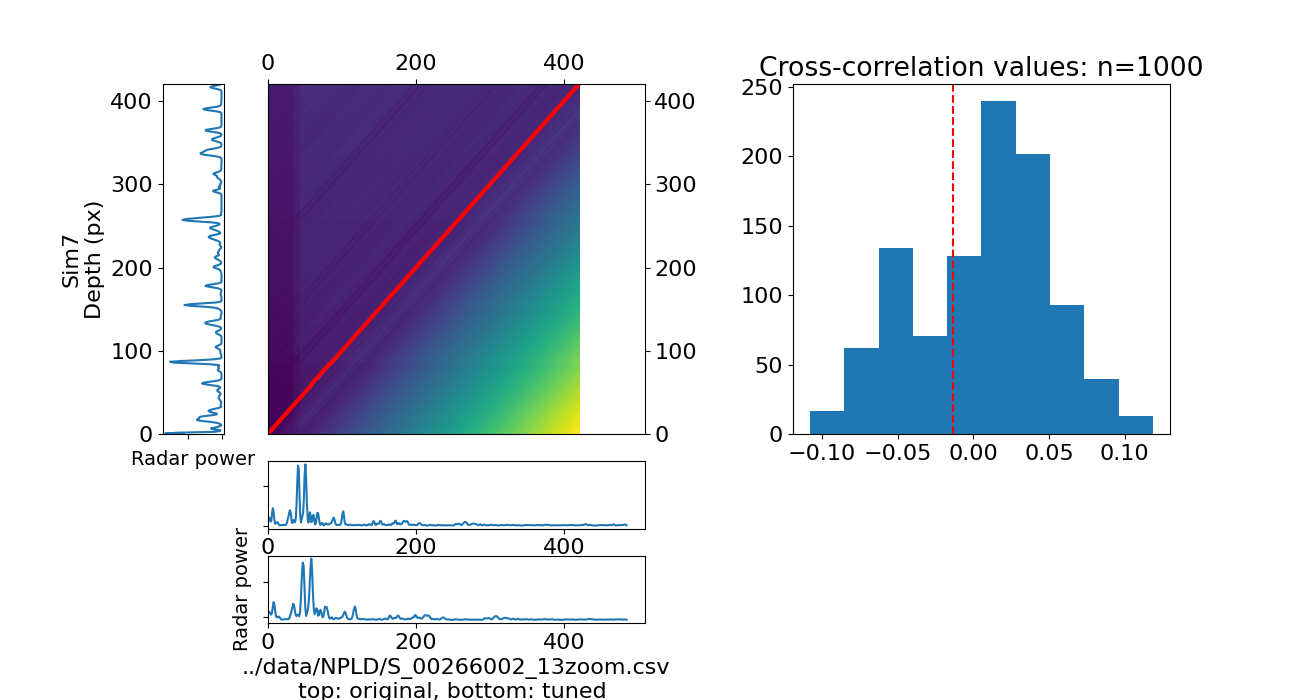 0 200 400
Cross-correlation values: n=1000
400
300
200
100
0
Sim7
Depth (px)
Radar power
400
300
200
100
0
250
200
150
100
50
0
−0.10 −0.05 0.00 0.05 0.10
0 200 400
Radar power
0 200 400
../data/NPLD/S_00266002_13zoom.csv
top: original, bottom: tuned